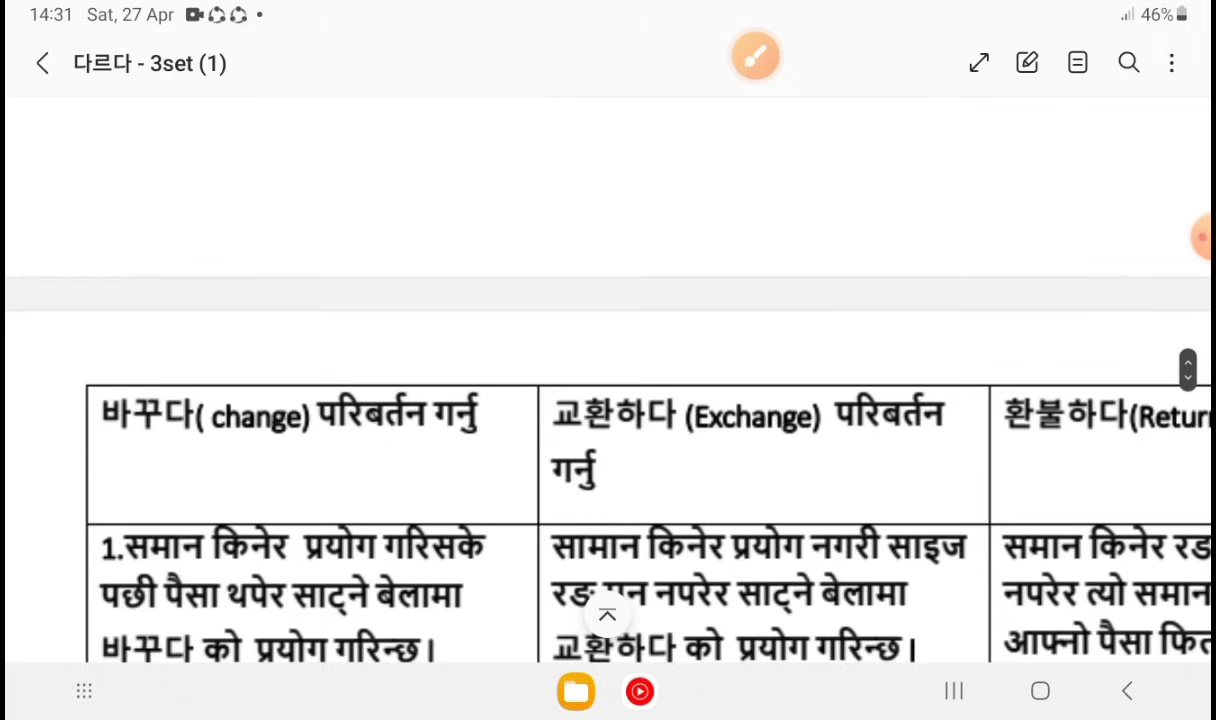 14:31 Sat, 27 Apr 46%
다르다 - 3set (1)
바꾸다( change) परिबर्तन गर्नु
교환하다 (Exchange) परिबर्तन
गर्नु
환불하다(Return
1.समान किनेर प्रयोग गरिसके
पछी पैसा थपेर साट्ने बेलामा
바꾸다 को प्रयोग गरिन्छ।
सामान किनेर प्रयोग नगरी साइज
नपरेर साट्ने बेलामा
교환하다 को प्रयोग गरिन्छ।
समान किनेर रड
नपरेर त्यो समान
आफ्नो पैसा